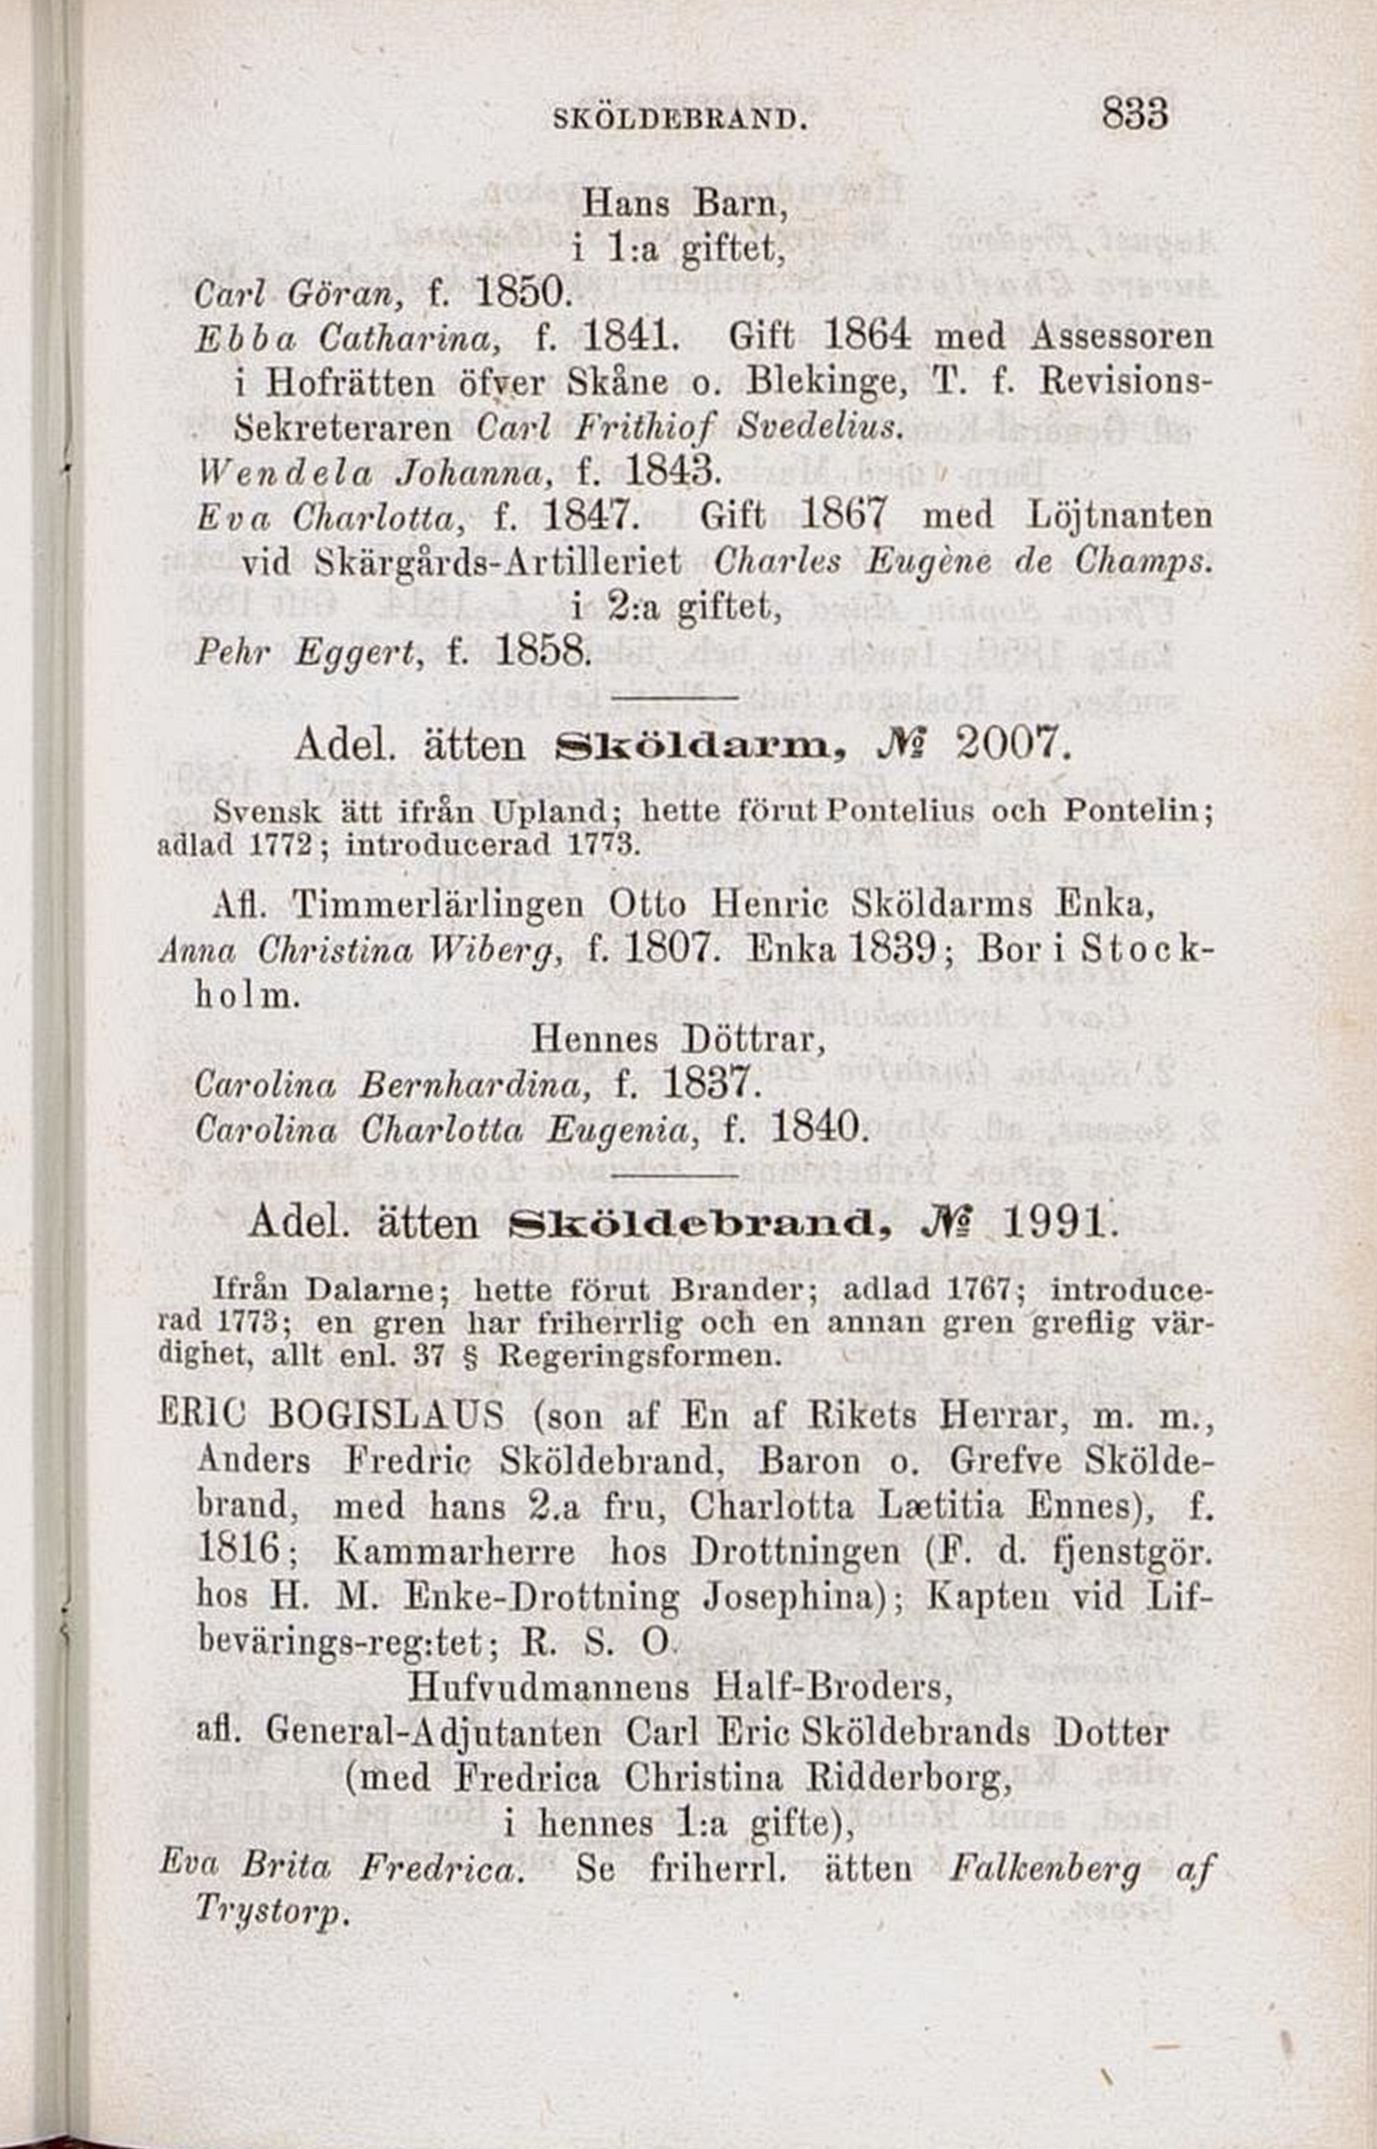 SKÖLDEBRAND. 833
Hans Barn,
i 1:a giftet,
Carl Göran, f. 1850.
Ebba Catharina, f. 1841. Gift 1864 med Assessoren
i Hofrätten öfver Skåne o. Blekinge, T. f. Revisions-
Sekreteraren Carl Frithiof Svedelius.
Wendela Johanna, f. 1843.
Eva Charlotta, f. 1847. Gift 1867 med Löjtnanten
vid Skärgårds-Artilleriet Charles Eugène de Champs.
i 2:a giftet,
Pehr Eggert, f. 1858.
Adel. ätten Sköldarm, № 2007.
Svensk ätt ifrån Upland; hette förut Pontelius och Pontelin;
adlad 1772; introducerad 1773.
Afl. Timmerlärlingen Otto Henric Sköldarms Enka,
Anna Christina Wiberg, f. 1807. Enka 1839; Bor i Stock-
holm.
Hennes Döttrar,
Carolina Bernhardina, f. 1837.
Carolina Charlotta Eugenia, f. 1840.
Adel. ätten Sköldebrand, № 1991.
Ifrån Dalarne; hette förut Brander; adlad 1767; introduce-
rad 1773; en gren har friherrlig och en annan gren greflig vär-
dighet, allt enl. 37 § Regeringsformen.
ERIC BOGISLAUS (son af En af Rikets Herrar, m. m.,
Anders Fredric Sköldebrand, Baron o. Grefve Skölde-
brand, med hans 2.a fru, Charlotta Lætitia Ennes), f.
1816; Kammarherre hos Drottningen (F. d. fjenstgör.
hos H. M. Enke-Drottning Josephina); Kapten vid Lif-
bevärings-reg:tet; R. S. O.
Hufvudmannens Half-Broders,
afl. General-Adjutanten Carl Eric Sköldebrands Dotter
(med Fredrica Christina Ridderborg,
i hennes 1:a gifte),
Eva Brita Fredrica. Se friherrl. ätten Falkenberg af
Trystorp.